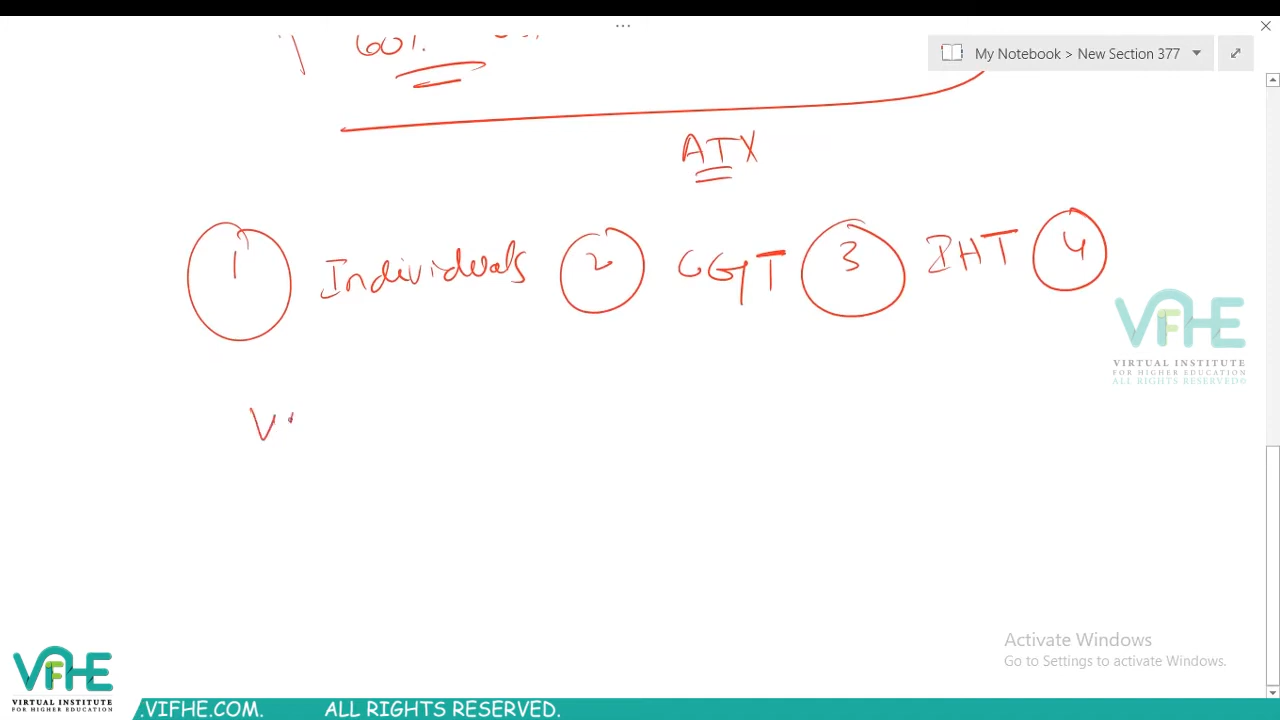 60%.
My Notebook > New Section 377
ATX
1 Individuals 2 CGT 3 IHT 4
VIFHE
VIRTUAL INSTITUTE
FOR HIGHER EDUCATION
ALL RIGHTS RESERVED©
V
Activate Windows
Go to Settings to activate Windows.
VIFHE
VIRTUAL INSTITUTE
FOR HIGHER EDUCATION
.VIFHE.COM. ALL RIGHTS RESERVED.